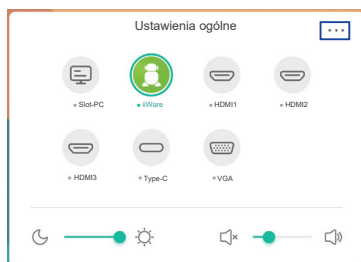 Ustawienia ogólne
Slot-PC
iiWare
HDMI1
HDMI2
HDMI3
Type-C
VGA